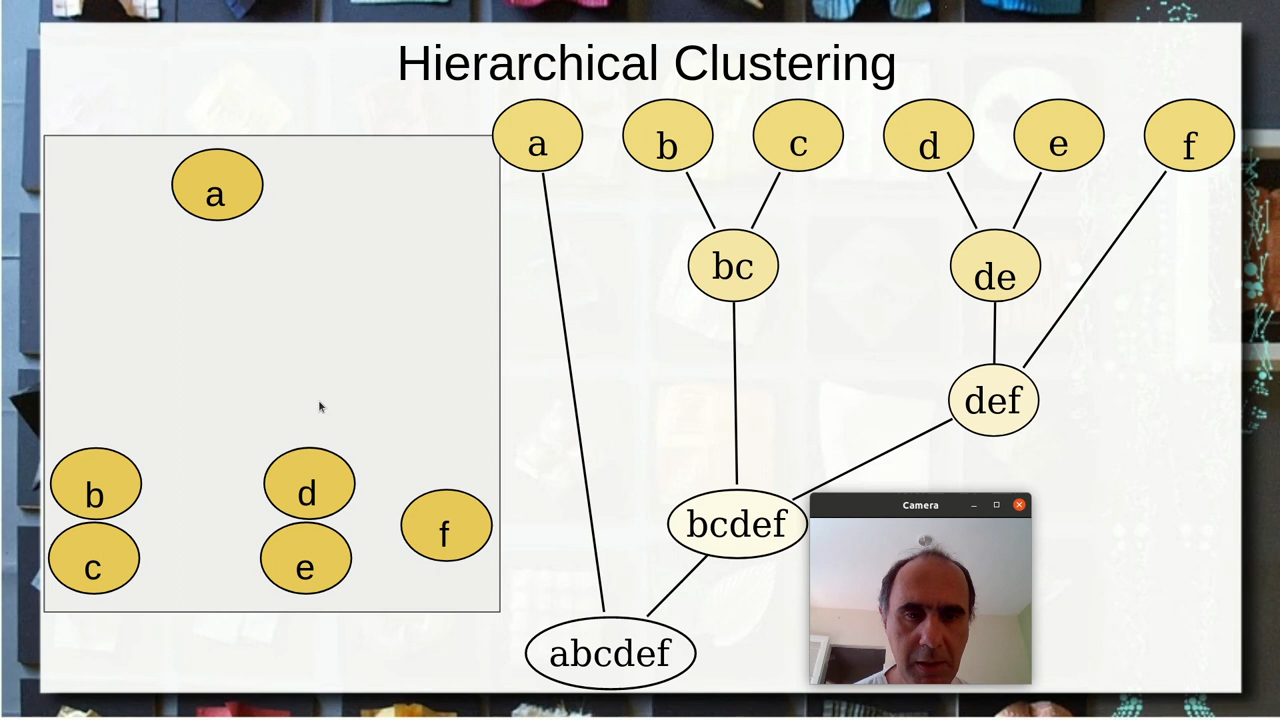 Hierarchical Clustering
a b c d e f
a
bc
de
def
b
d
f
c
e
bcdef
Camera
abcdef